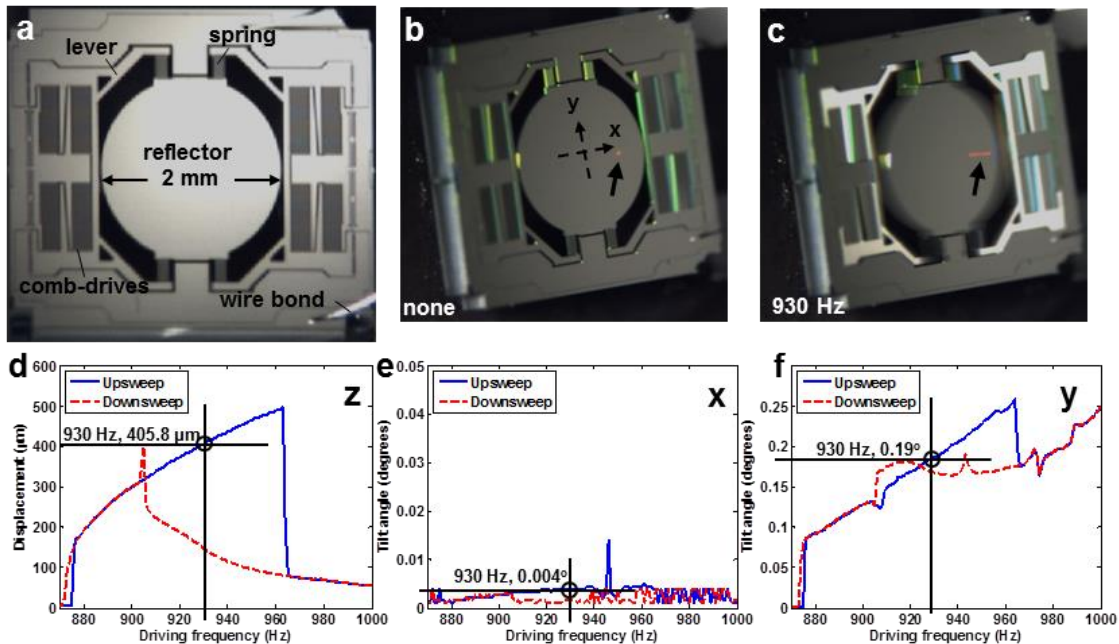 a
lever
spring
reflector
2 mm
comb-drives
wire bond
b
y
x
none
c
930 Hz
d
Upsweep
Downsweep
z
930 Hz, 405.8 µm
600
500
400
300
200
100
0
Displacement (µm)
880 900 920 940 960 980 1000
Driving frequency (Hz)
e
Upsweep
Downsweep
x
930 Hz, 0.004°
0.05
0.04
0.03
0.02
0.01
0
Tilt angle (degrees)
880 900 920 940 960 980 1000
Driving frequency (Hz)
f
Upsweep
Downsweep
y
930 Hz, 0.19°
0.25
0.2
0.15
0.1
0.05
0
Tilt angle (degrees)
880 900 920 940 960 980 1000
Driving frequency (Hz)